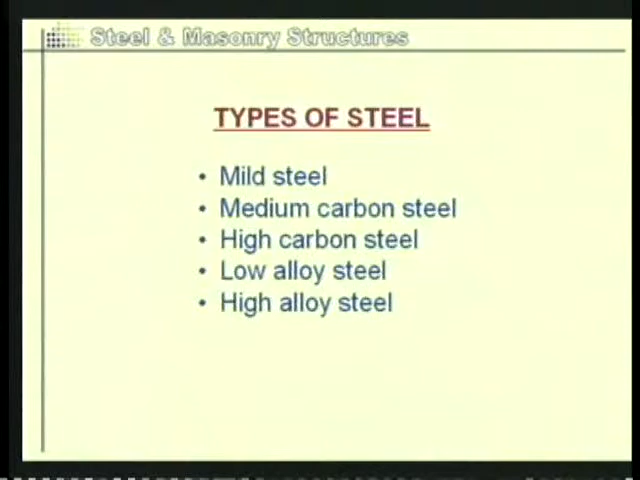 Steel & Masonry Structures
TYPES OF STEEL
• Mild steel
• Medium carbon steel
• High carbon steel
• Low alloy steel
• High alloy steel